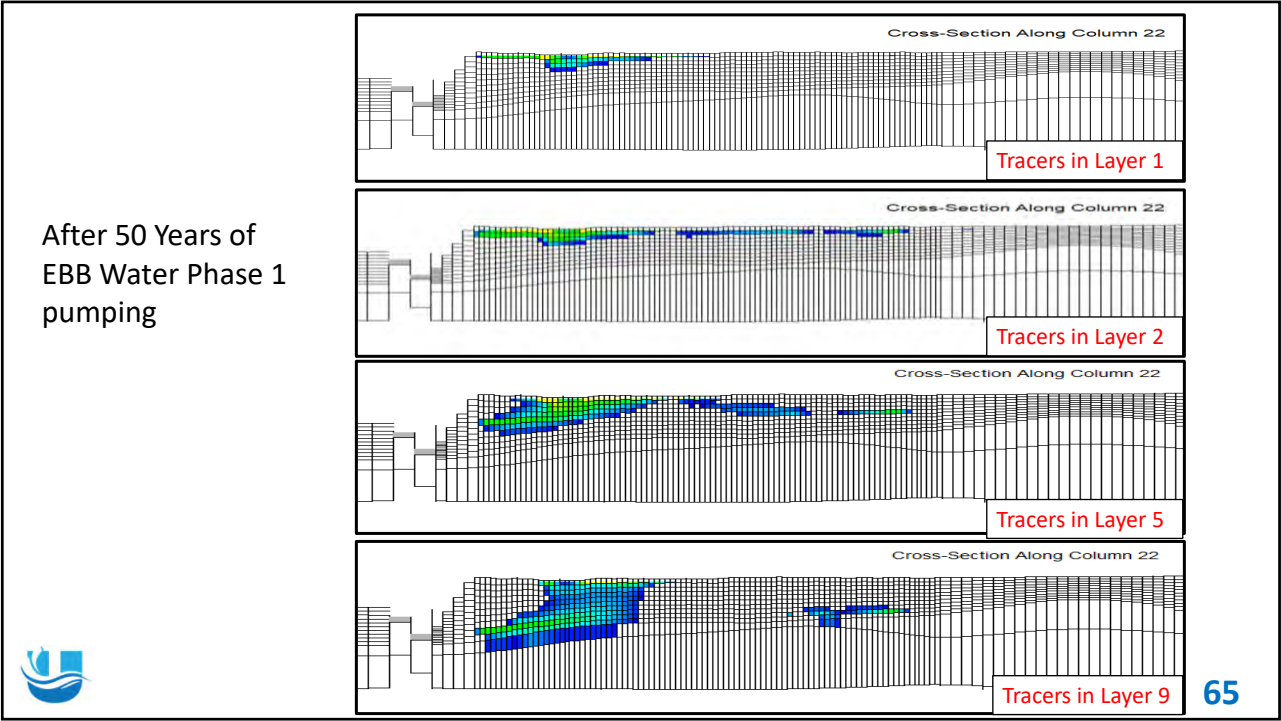 Cross-Section Along Column 22
Tracers in Layer 1
After 50 Years of
EBB Water Phase 1
pumping
Cross-Section Along Column 22
Tracers in Layer 2
Cross-Section Along Column 22
Tracers in Layer 5
Cross-Section Along Column 22
Tracers in Layer 9
65